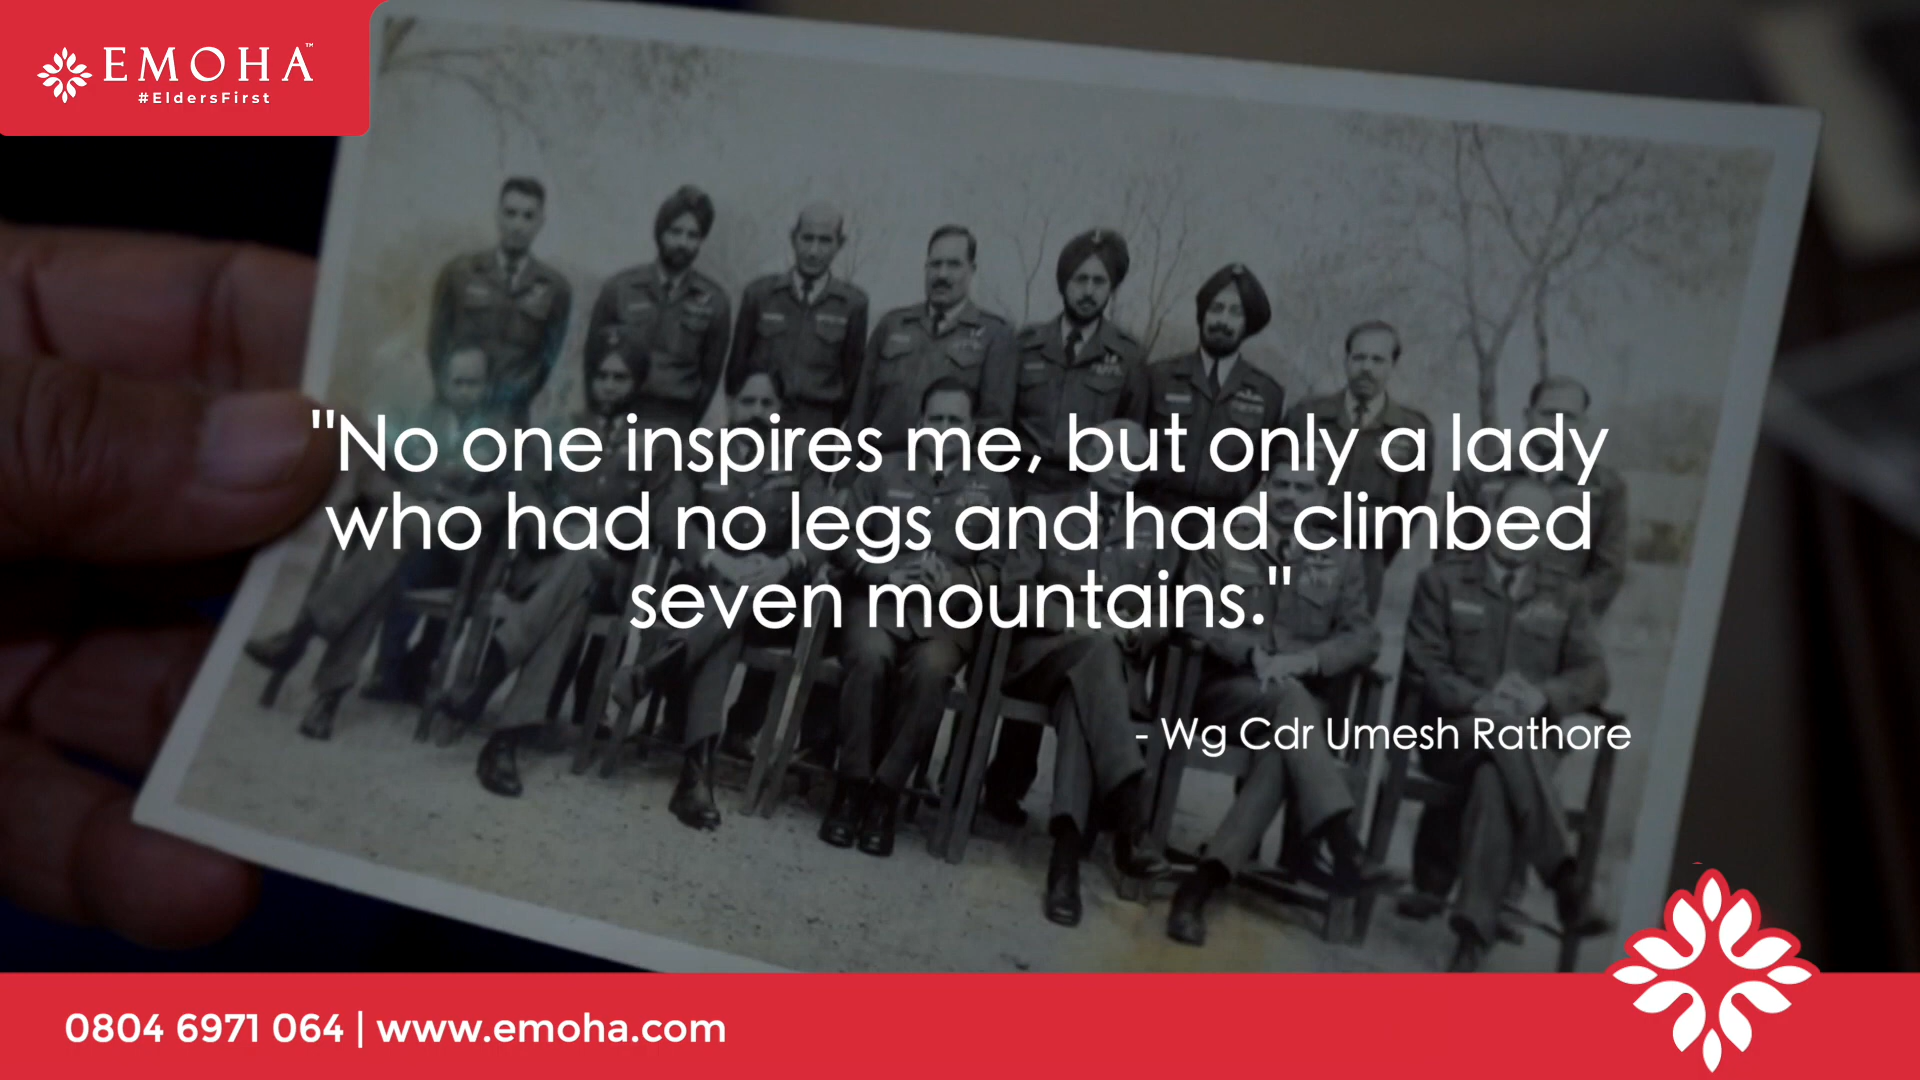 EMOHA™
#EldersFirst
"No one inspires me, but only a lady
who had no legs and had climbed
seven mountains."
- Wg Cdr Umesh Rathore
0804 6971 064 | www.emoha.com